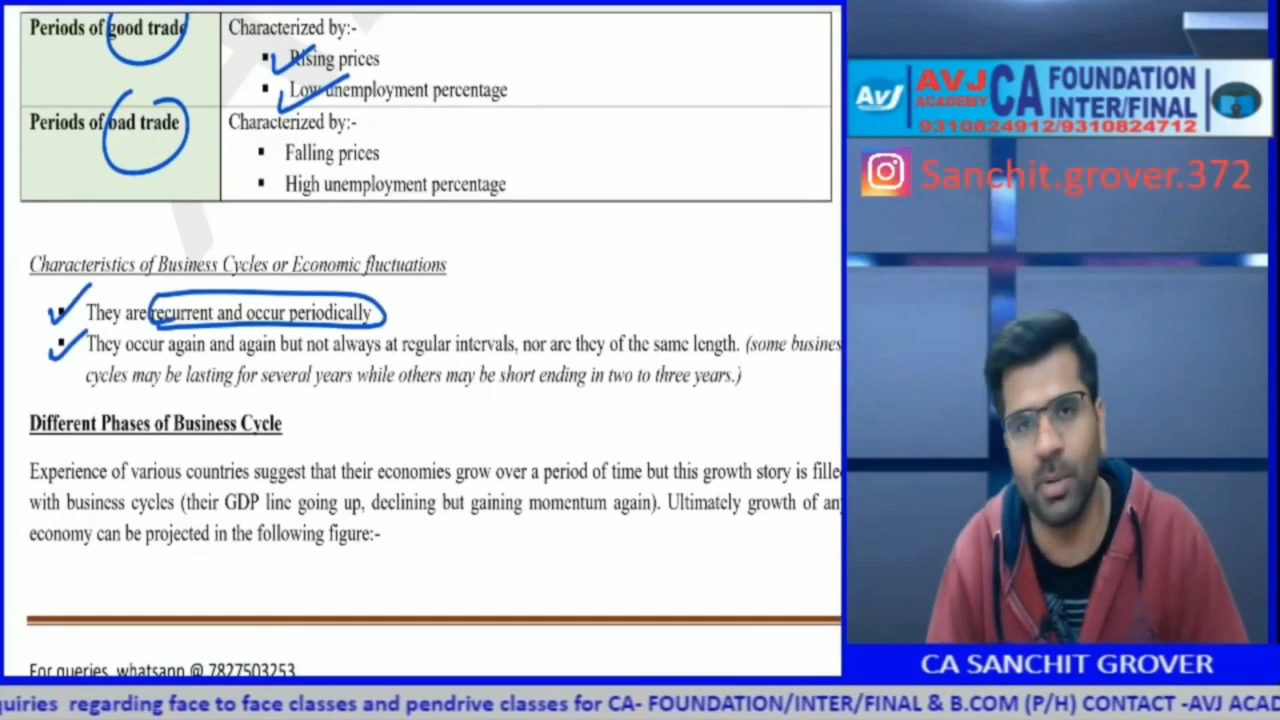 Periods of good trade
Characterized by:-
Rising prices
Low unemployment percentage
Periods of bad trade
Characterized by:-
Falling prices
High unemployment percentage
Characteristics of Business Cycles or Economic fluctuations
They are recurrent and occur periodically
They occur again and again but not always at regular intervals, nor are they of the same length. (some busines
cycles may be lasting for several years while others may be short ending in two to three years.)
Different Phases of Business Cycle
Experience of various countries suggest that their economies grow over a period of time but this growth story is fille
with business cycles (their GDP line going up, declining but gaining momentum again). Ultimately growth of any
economy can be projected in the following figure:-
For queries, whatsapp @ 7827503253
AVJ
AVJ
ACADEMY
CA
FOUNDATION
INTER/FINAL
9310824912/9310824712
Sanchit.grover.372
CA SANCHIT GROVER
quiries regarding face to face classes and pendrive classes for CA- FOUNDATION/INTER/FINAL & B.COM (P/H) CONTACT -AVJ ACAD